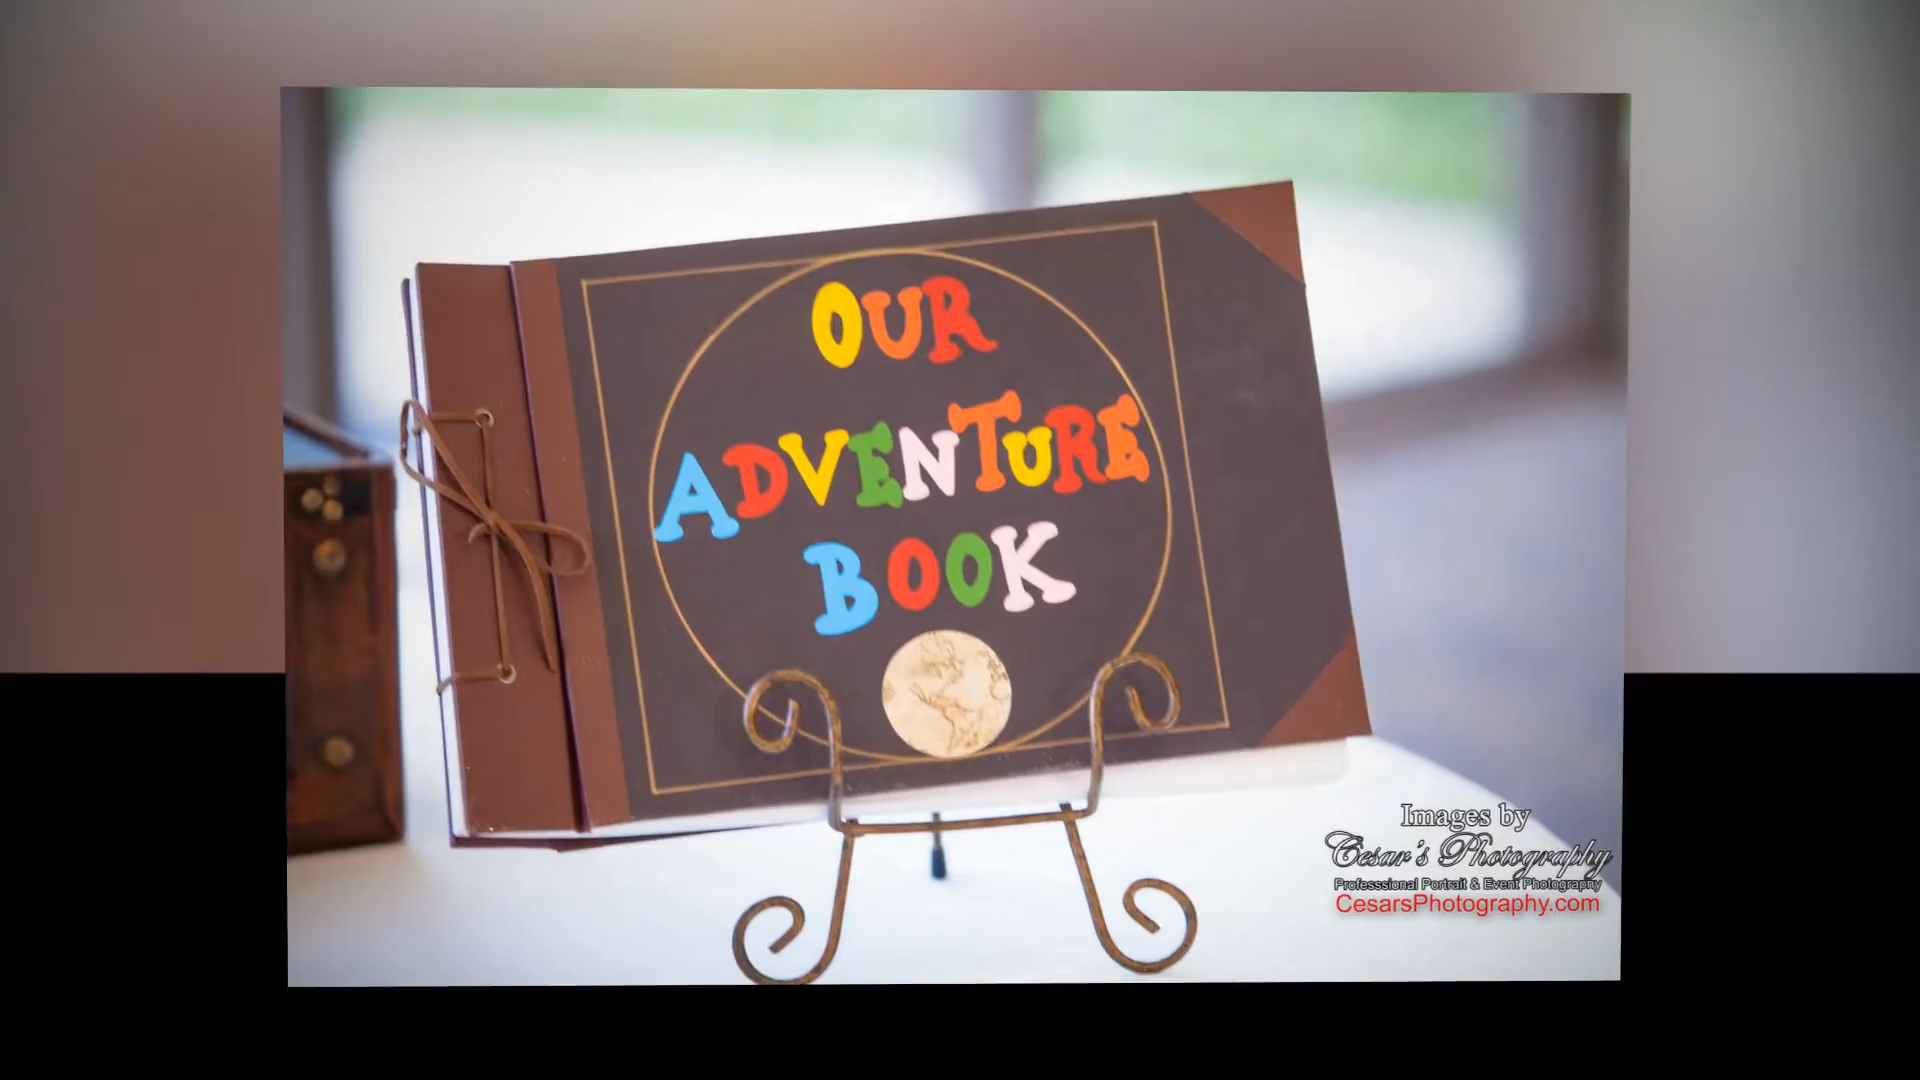 OUR
ADVENTURE
BOOK
Images by
Cesar's Photography
Professsional Portrait & Event Photography
CesarsPhotography.com